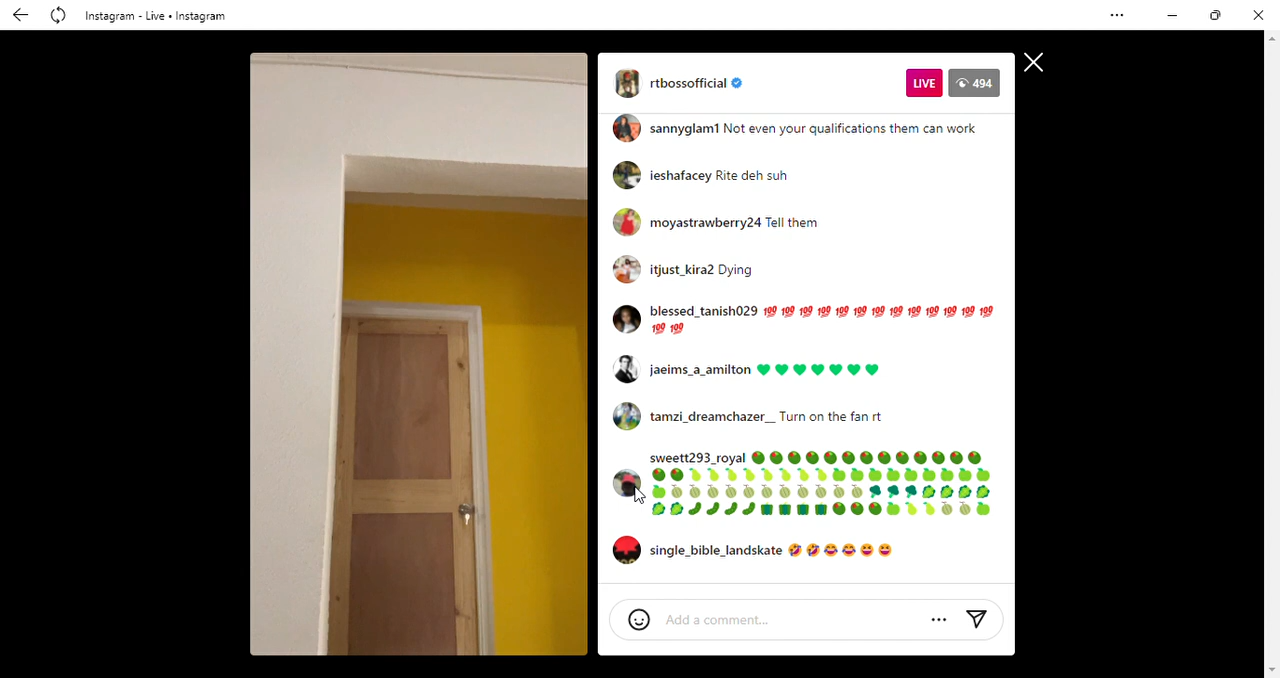 Instagram - Live • Instagram
rtbossofficial
LIVE
494
sannyglam1 Not even your qualifications them can work
ieshafacey Rite deh suh
moyastrawberry24 Tell them
itjust_kira2 Dying
blessed_tanish029 💯💯💯💯💯💯💯💯💯💯💯💯💯
💯💯
jaeims_a_amilton 💚💚💚💚💚💚💚
tamzi_dreamchazer__ Turn on the fan rt
sweett293_royal
single_bible_landskate 🤣🤣😂😂😆😆
Add a comment...